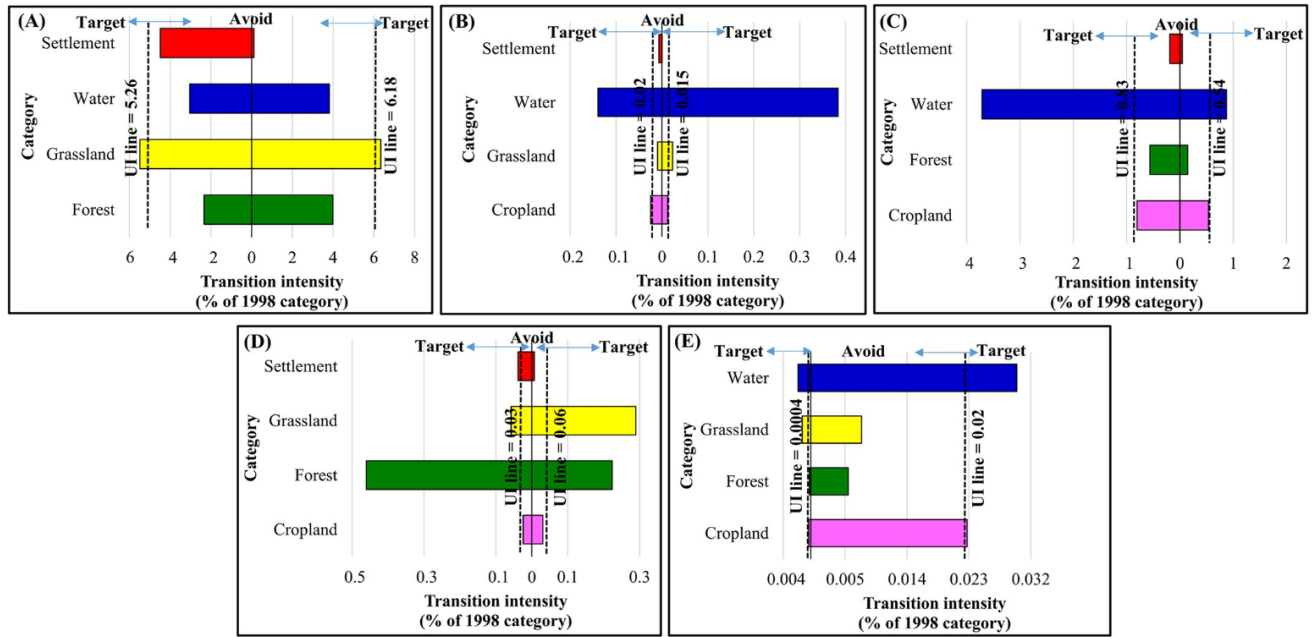 (A)
Target
Avoid
Target
Settlement
Water
Grassland
Forest
Category
UI line = 5.26
UI line = 6.18
6 4 2 0 2 4 6 8
Transition intensity
(% of 1998 category)
(B)
Avoid
Target
Target
Settlement
Water
Grassland
Cropland
Category
UI line = 0.02
UI line = 0.015
0.2 0.1 0 0.1 0.2 0.3 0.4
Transition intensity
(% of 1998 category)
(C)
Avoid
Target
Target
Settlement
Water
Forest
Cropland
Category
UI line = 0.83
UI line = 0.54
4 3 2 1 0 1 2
Transition intensity
(% of 1998 category)
(D)
Avoid
Target
Target
Settlement
Grassland
Forest
Cropland
Category
UI line = 0.03
UI line = 0.06
0.5 0.3 0.1 0 0.1 0.3
Transition intensity
(% of 1998 category)
(E)
Target
Avoid
Target
Water
Grassland
Forest
Cropland
Category
UI line = 0.0004
UI line = 0.02
0.004 0.005 0.014 0.023 0.032
Transition intensity
(% of 1998 category)